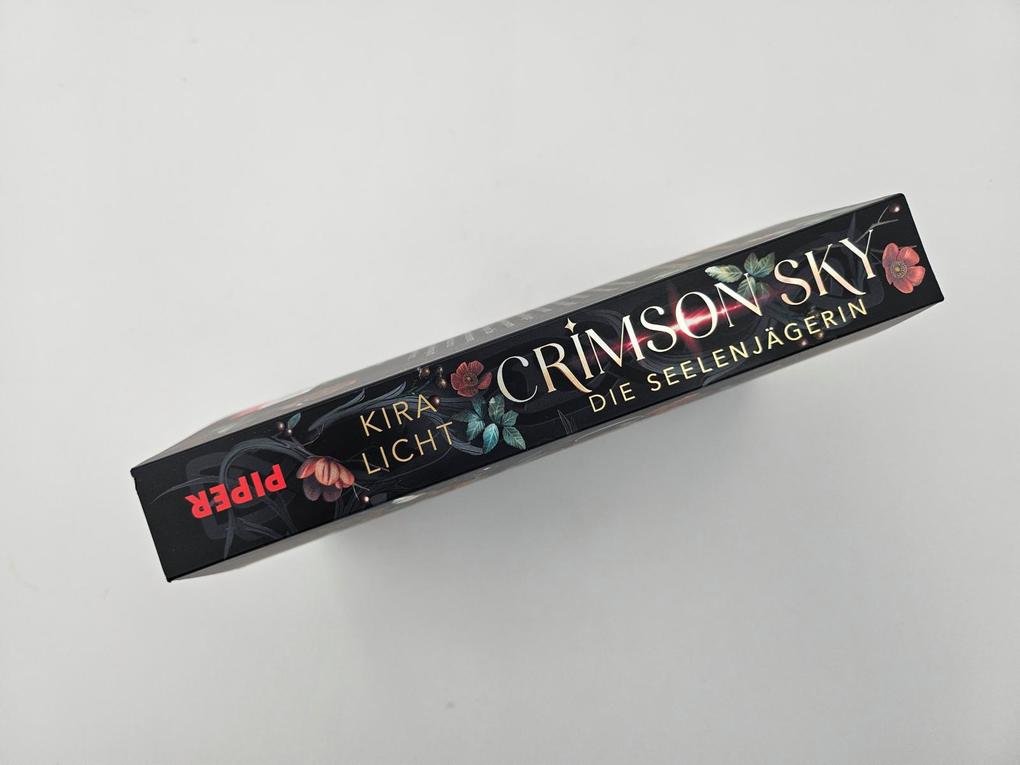 KIRA
LICHT
CRIMSON SKY
DIE SEELENJÄGERIN
PIPER